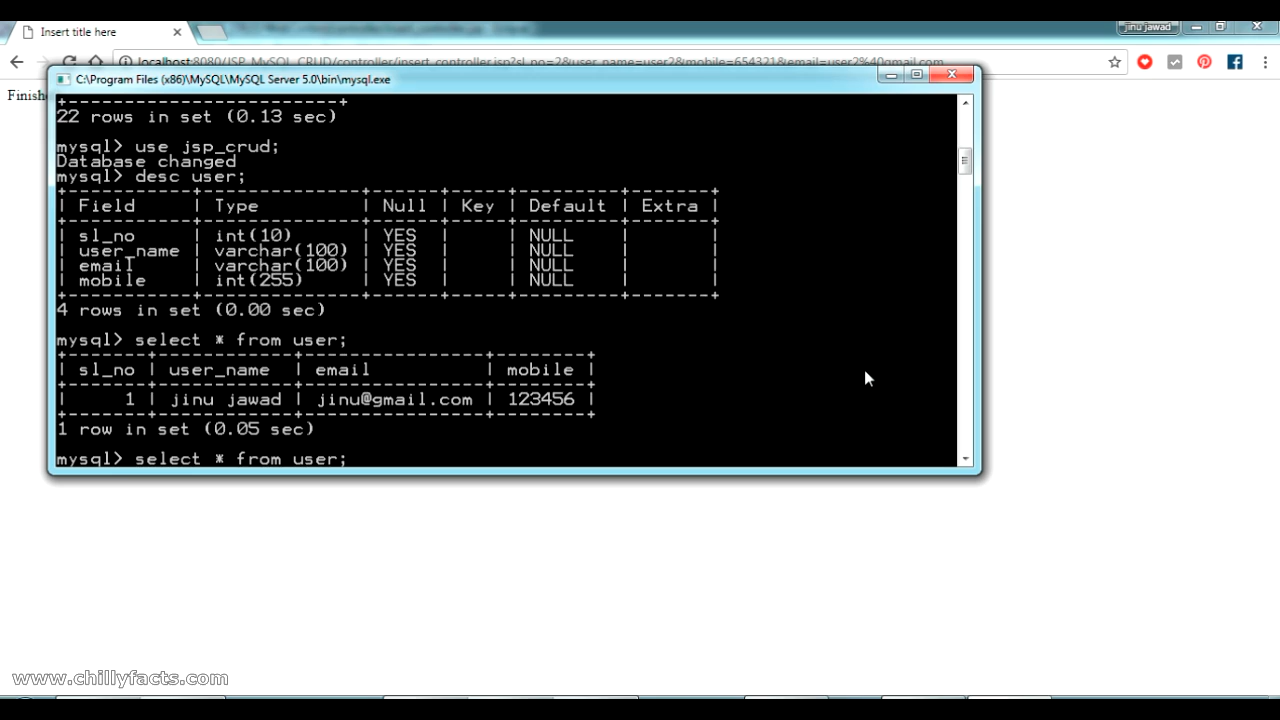 Insert title here
jinu jawad
localhost:8080/JSP_MySQL_CRUD/controller/insert_controller.jsp?sl_no=2&user_name=user2&mobile=654321&email=user2%40gmail.com
C:\Program Files (x86)\MySQL\MySQL Server 5.0\bin\mysql.exe
+------------------------+
22 rows in set (0.13 sec)
mysql> use jsp_crud;
Database changed
mysql> desc user;
+-----------+--------------+------+-----+---------+-------+
| Field | Type | Null | Key | Default | Extra |
+-----------+--------------+------+-----+---------+-------+
| sl_no | int(10) | YES | | NULL | |
| user_name | varchar(100) | YES | | NULL | |
| email | varchar(100) | YES | | NULL | |
| mobile | int(255) | YES | | NULL | |
+-----------+--------------+------+-----+---------+-------+
4 rows in set (0.00 sec)
mysql> select * from user;
+-------+------------+----------------+--------+
| sl_no | user_name | email | mobile |
+-------+------------+----------------+--------+
| 1 | jinu jawad | jinu@gmail.com | 123456 |
+-------+------------+----------------+--------+
1 row in set (0.05 sec)
mysql> select * from user;
www.chillyfacts.com